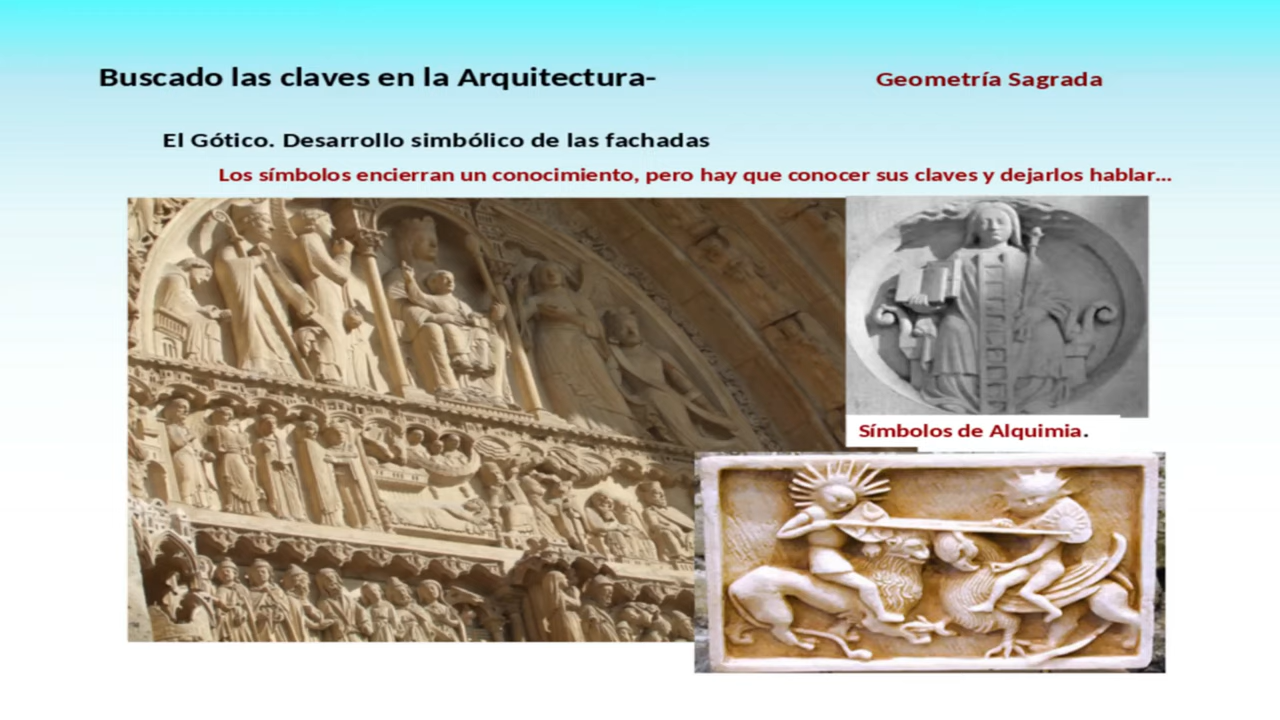 Buscado las claves en la Arquitectura-
Geometría Sagrada
El Gótico. Desarrollo simbólico de las fachadas
Los símbolos encierran un conocimiento, pero hay que conocer sus claves y dejarlos hablar...
Símbolos de Alquimia.